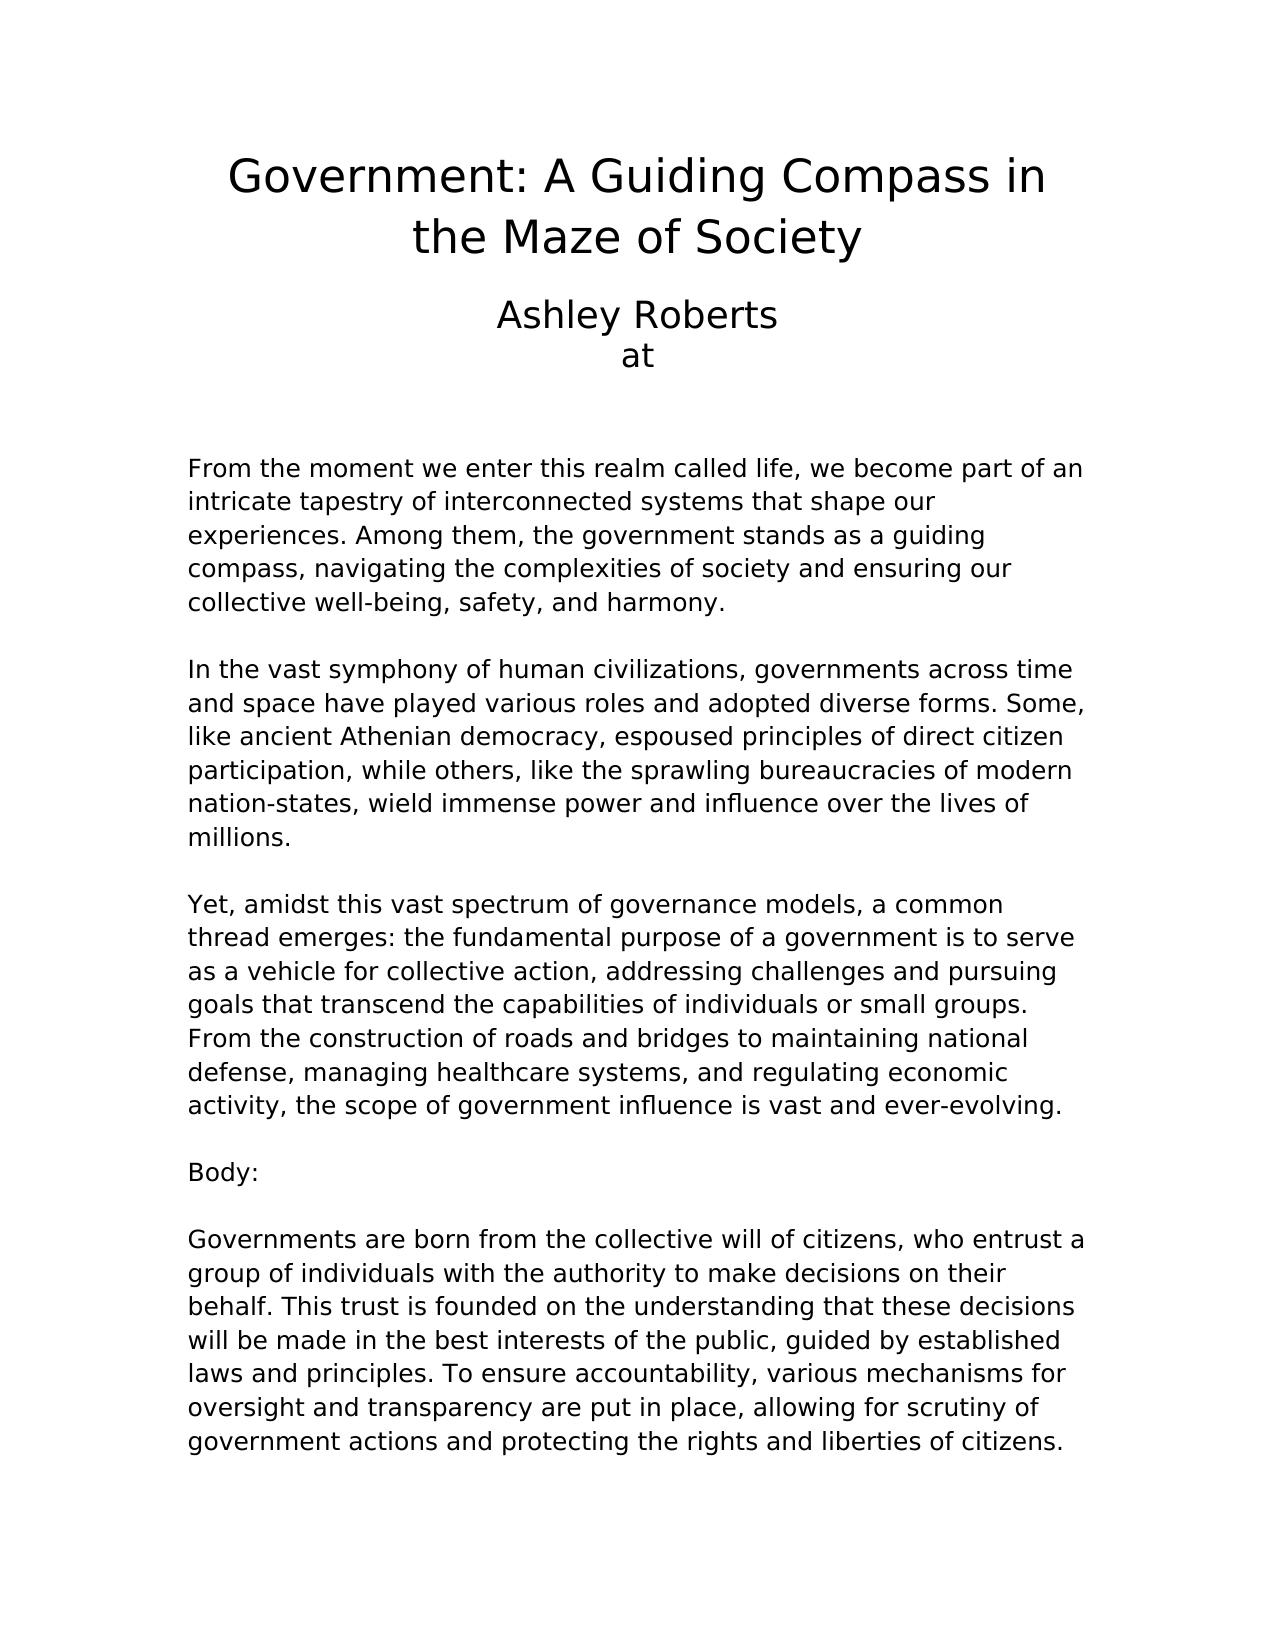 Government: A Guiding Compass in
the Maze of Society
Ashley Roberts
at
From the moment we enter this realm called life, we become part of an
intricate tapestry of interconnected systems that shape our
experiences. Among them, the government stands as a guiding
compass, navigating the complexities of society and ensuring our
collective well-being, safety, and harmony.
In the vast symphony of human civilizations, governments across time
and space have played various roles and adopted diverse forms. Some,
like ancient Athenian democracy, espoused principles of direct citizen
participation, while others, like the sprawling bureaucracies of modern
nation-states, wield immense power and influence over the lives of
millions.
Yet, amidst this vast spectrum of governance models, a common
thread emerges: the fundamental purpose of a government is to serve
as a vehicle for collective action, addressing challenges and pursuing
goals that transcend the capabilities of individuals or small groups.
From the construction of roads and bridges to maintaining national
defense, managing healthcare systems, and regulating economic
activity, the scope of government influence is vast and ever-evolving.
Body:
Governments are born from the collective will of citizens, who entrust a
group of individuals with the authority to make decisions on their
behalf. This trust is founded on the understanding that these decisions
will be made in the best interests of the public, guided by established
laws and principles. To ensure accountability, various mechanisms for
oversight and transparency are put in place, allowing for scrutiny of
government actions and protecting the rights and liberties of citizens.